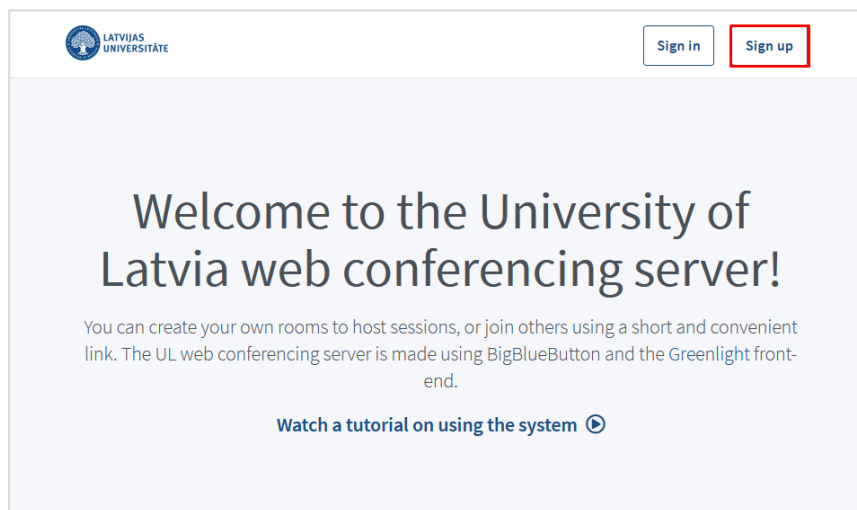 LATVIJAS
UNIVERSITĀTE
Sign in
Sign up
Welcome to the University of
Latvia web conferencing server!
You can create your own rooms to host sessions, or join others using a short and convenient
link. The UL web conferencing server is made using BigBlueButton and the Greenlight front-
end.
Watch a tutorial on using the system